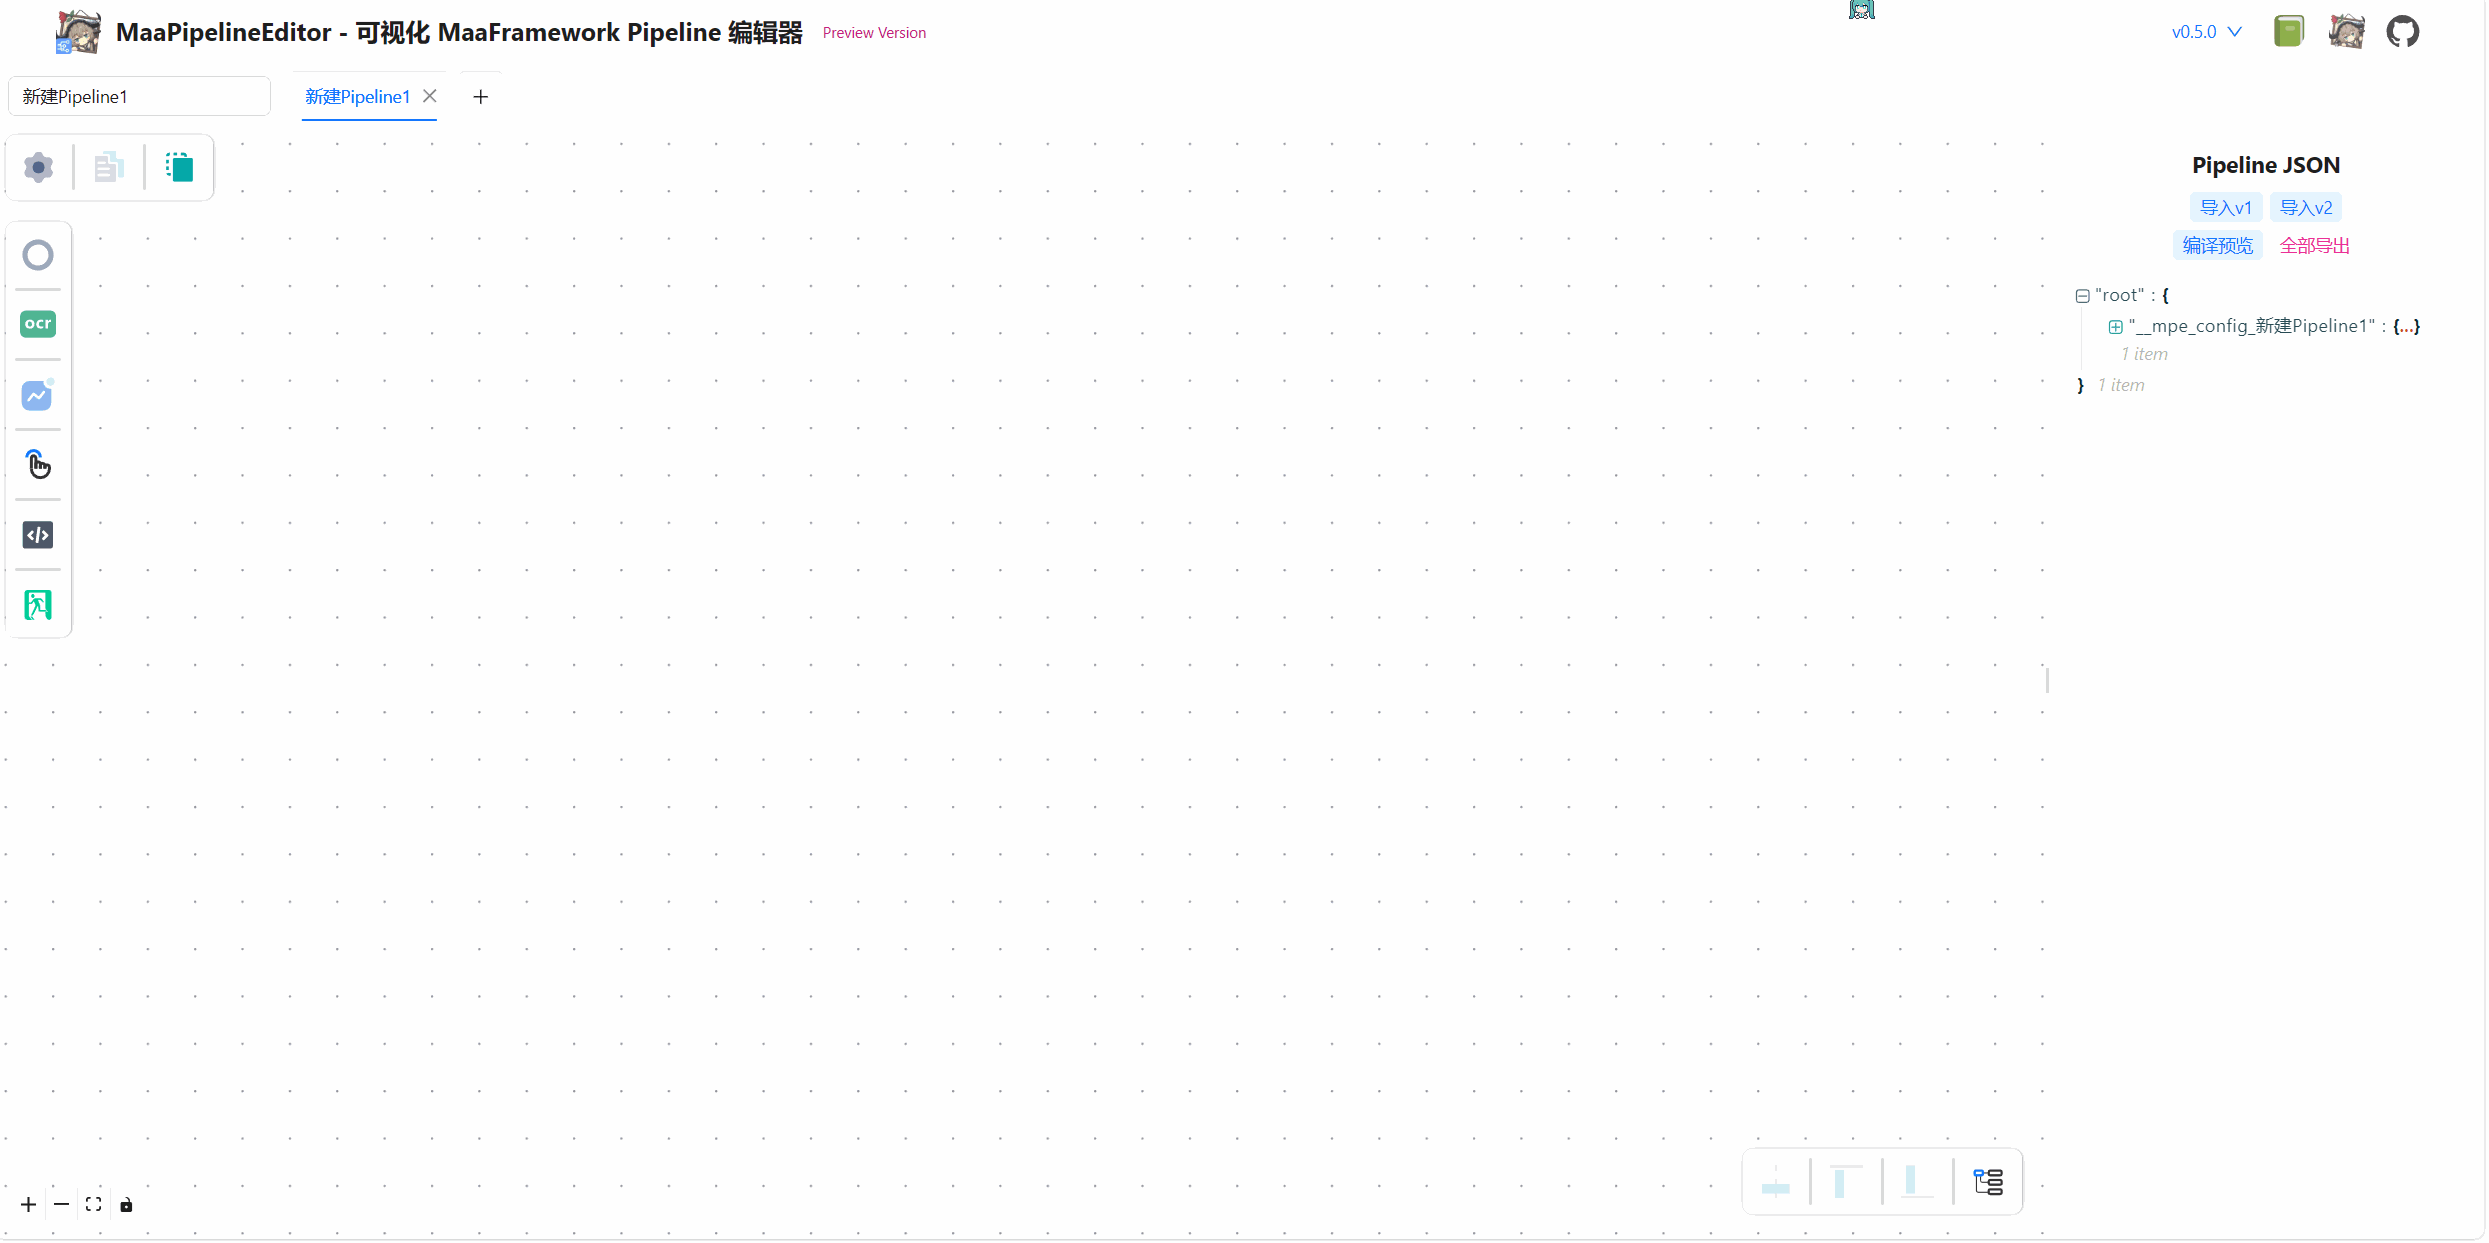 MaaPipelineEditor - 可视化 MaaFramework Pipeline 编辑器 Preview Version
v0.5.0
新建Pipeline1
新建Pipeline1
Pipeline JSON
导入v1 导入v2
编译预览 全部导出
"root" : {
"__mpe_config_新建Pipeline1" : {...}
1 item
} 1 item
ocr